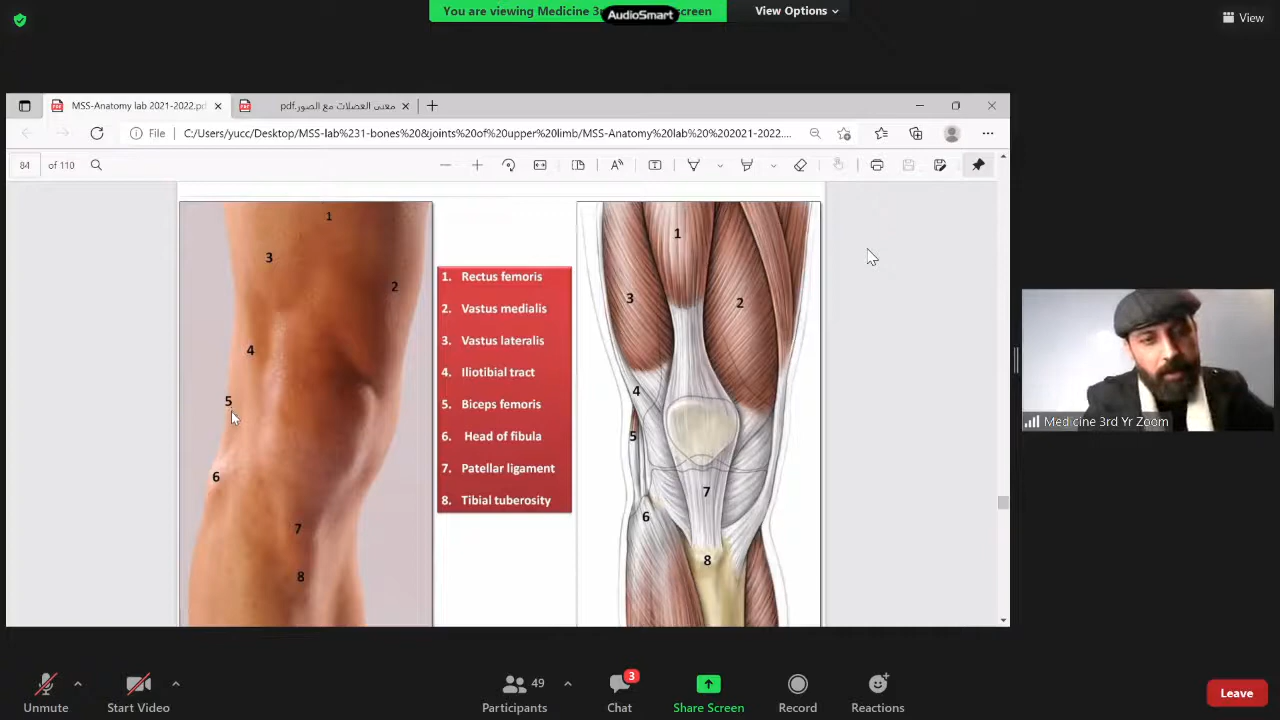 You are viewing Medicine 3
screen
AudioSmart
View Options
View
MSS-Anatomy lab 2021-2022.pd
معنى العضلات مع الصور.pdf
File
C:/Users/yucc/Desktop/MSS-lab%231-bones%20&joints%20of%20upper%20limb/MSS-Anatomy%20lab%20%202021-2022....
84
of 110
1
3
2
4
5
6
7
8
1. Rectus femoris
2. Vastus medialis
3. Vastus lateralis
4. Iliotibial tract
5. Biceps femoris
6. Head of fibula
7. Patellar ligament
8. Tibial tuberosity
1
3
2
4
5
7
6
8
Medicine 3rd Yr Zoom
Unmute
Start Video
49
Participants
3
Chat
Share Screen
Record
Reactions
Leave